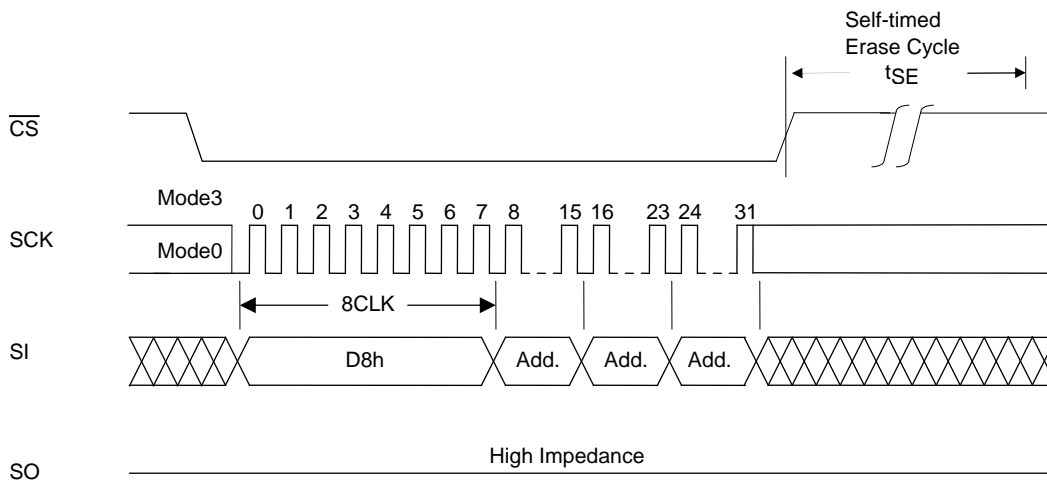 Self-timed
Erase Cycle
tSE
CS
Mode3
0 1 2 3 4 5 6 7 8 15 16 23 24 31
SCK
Mode0
8CLK
SI
D8h Add. Add. Add.
High Impedance
SO